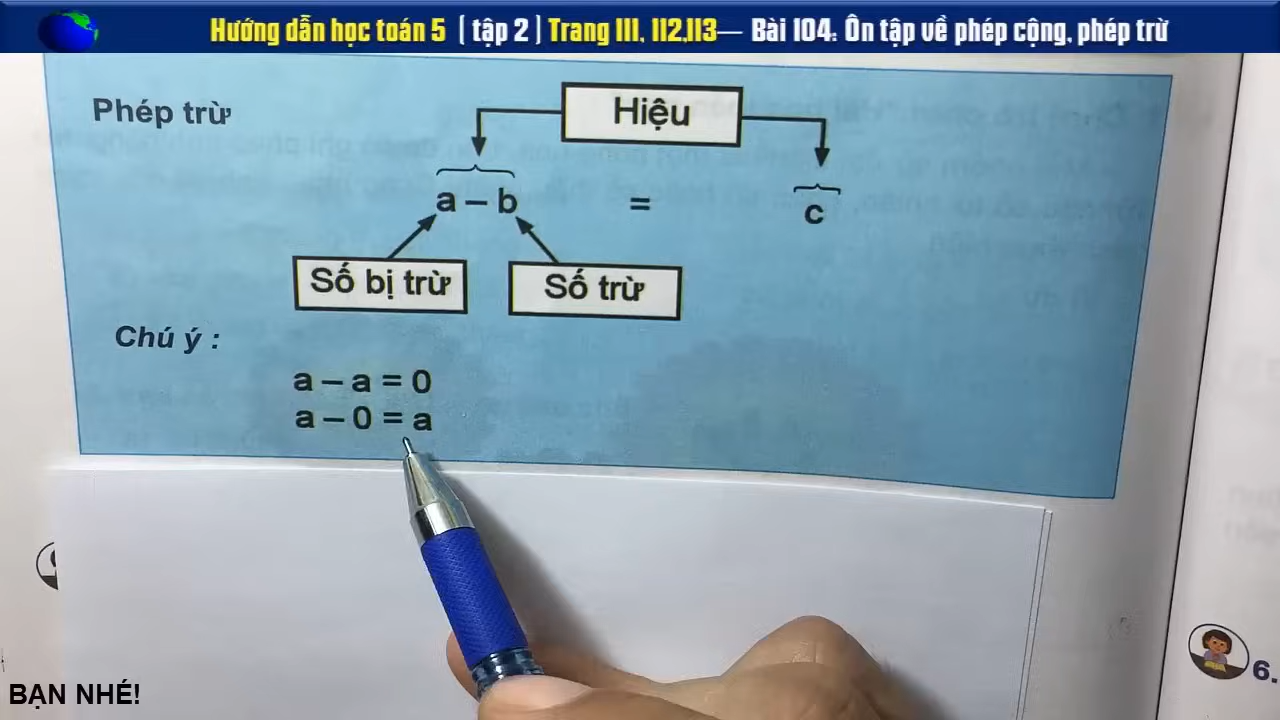 Hướng dẫn học toán 5 ( tập 2 ) Trang 111, 112,113— Bài 104: Ôn tập về phép cộng, phép trừ
Phép trừ
Hiệu
a – b = c
Số bị trừ Số trừ
Chú ý :
a – a = 0
a – 0 = a
6.
BẠN NHÉ!